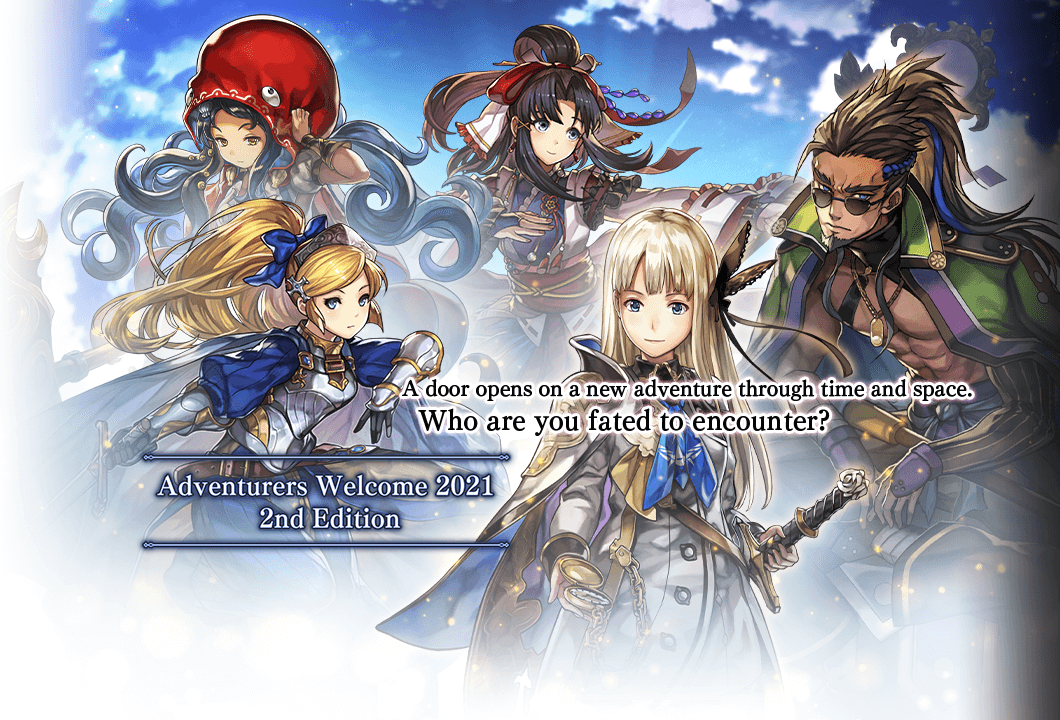 A door opens on a new adventure through time and space.
Who are you fated to encounter?
Adventurers Welcome 2021
2nd Edition